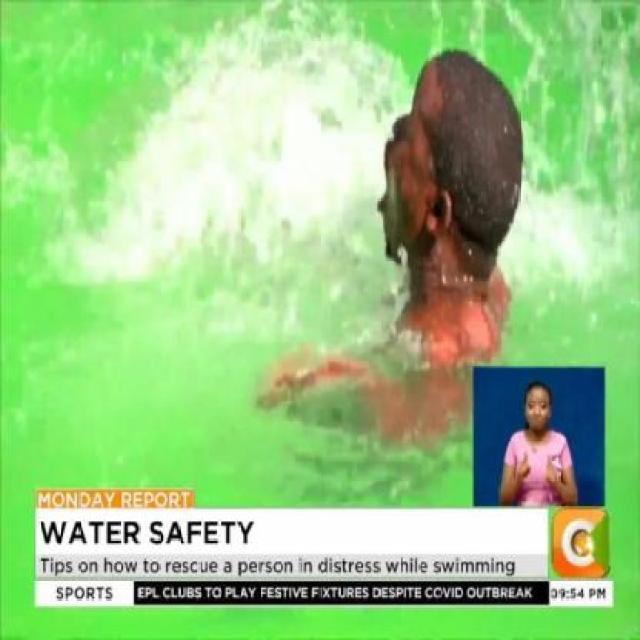 MONDAY REPORT
WATER SAFETY
Tips on how to rescue a person in distress while swimming
SPORTS EPL CLUBS TO PLAY FESTIVE FIXTURES DESPITE COVID OUTBREAK 09:54 PM